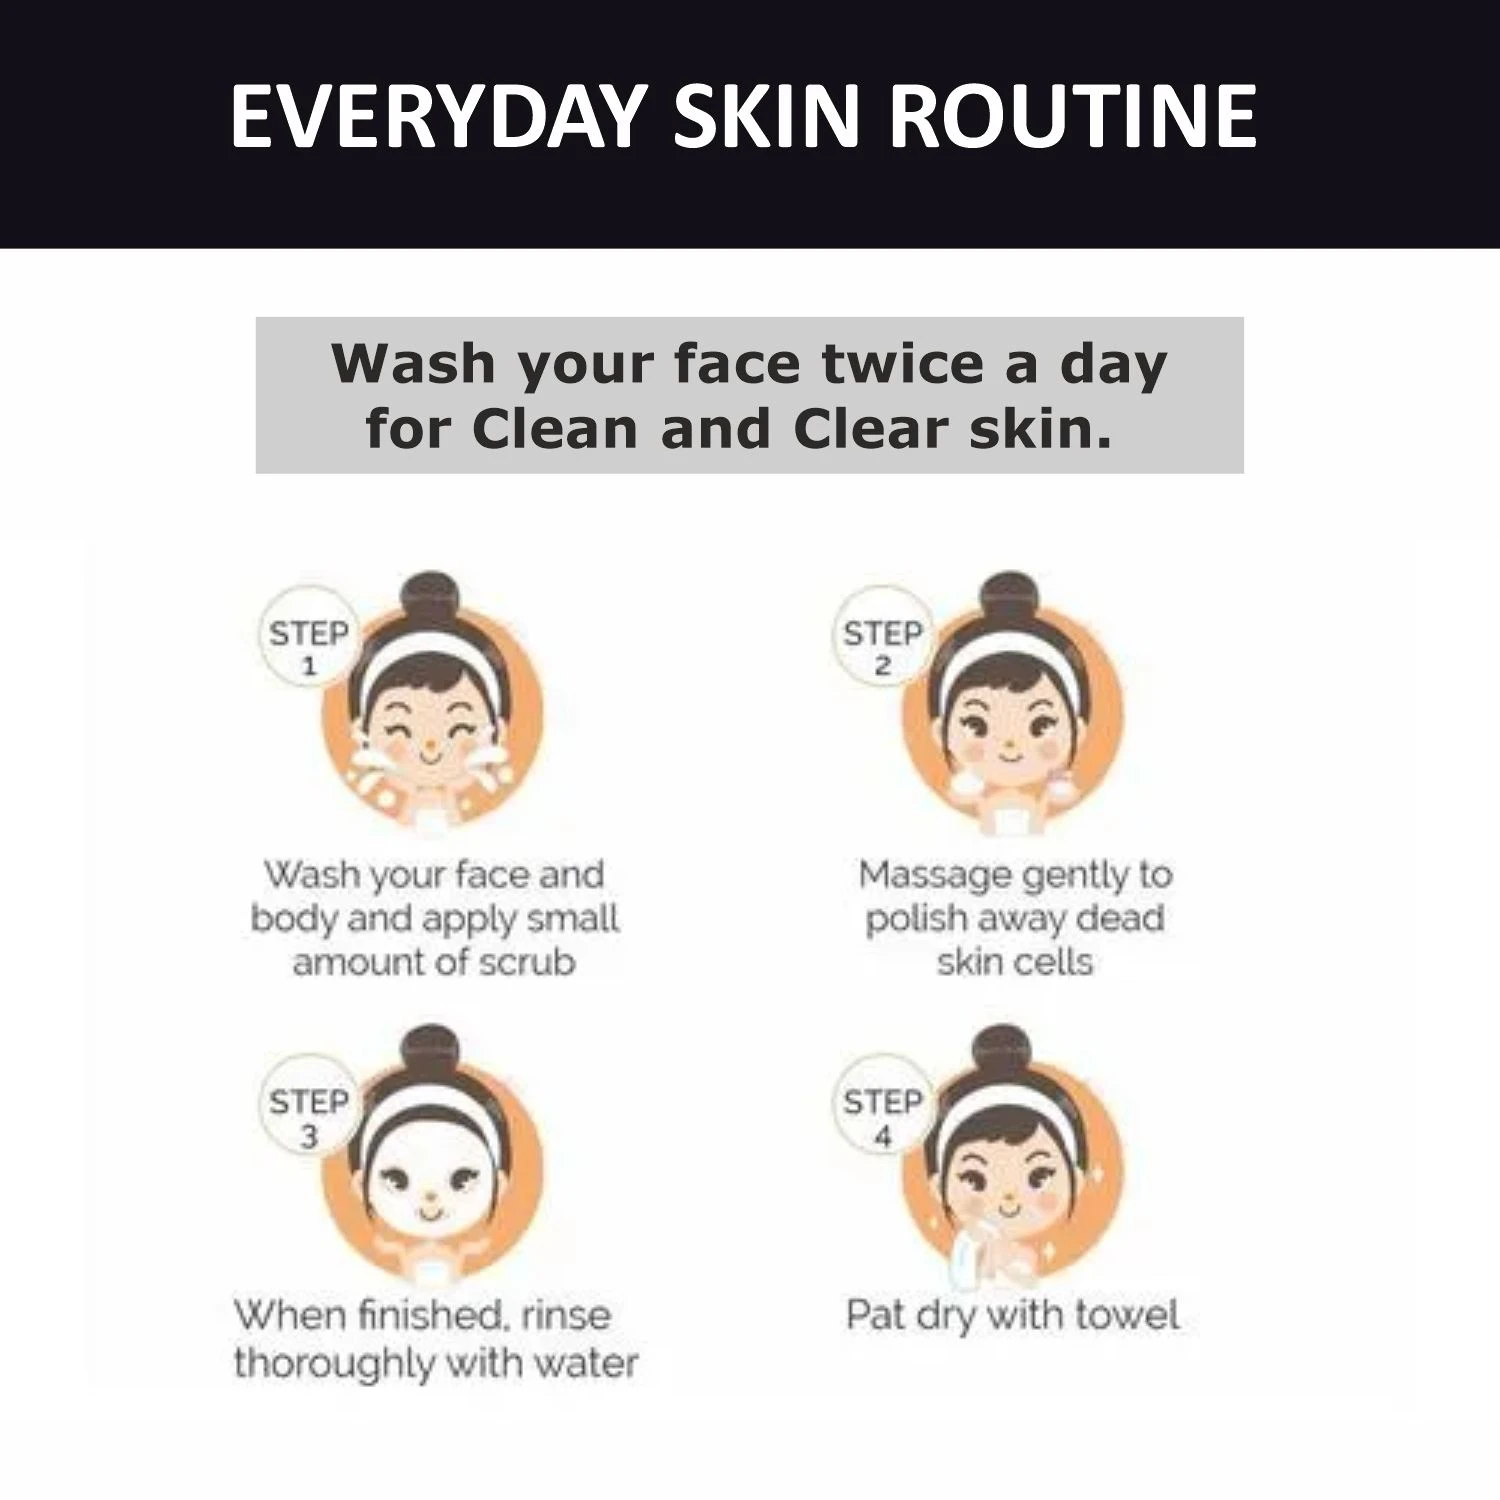 EVERYDAY SKIN ROUTINE
Wash your face twice a day
for Clean and Clear skin.
STEP
1
Wash your face and
body and apply small
amount of scrub
STEP
2
Massage gently to
polish away dead
skin cells
STEP
3
When finished, rinse
thoroughly with water
STEP
4
Pat dry with towel